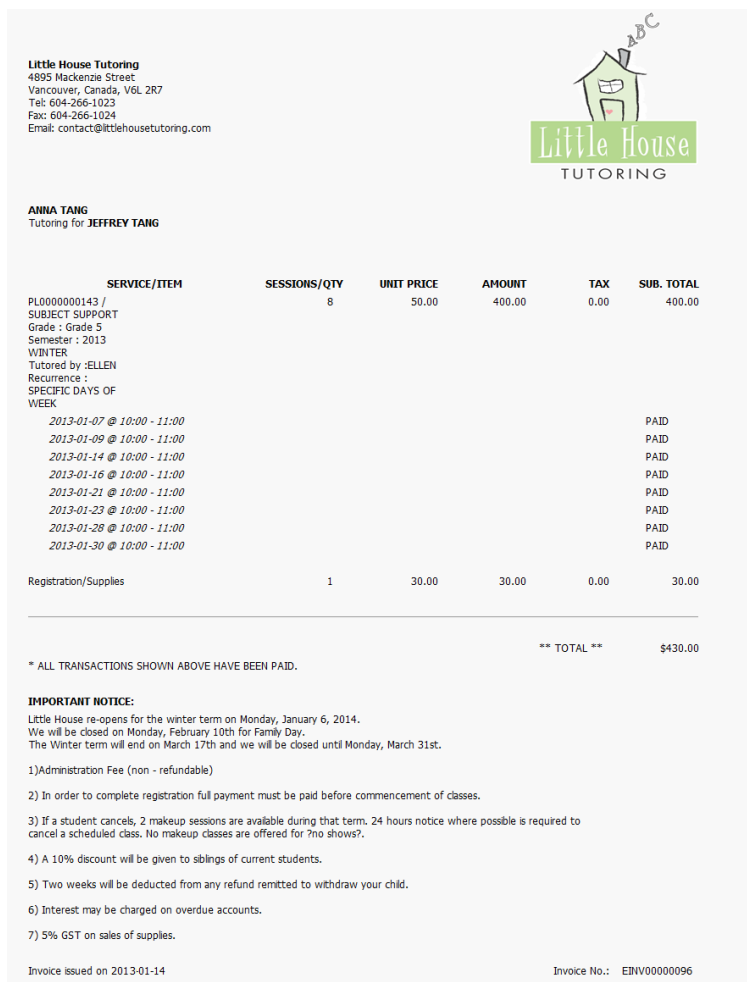 ABC
Little House Tutoring
4895 Mackenzie Street
Vancouver, Canada, V6L 2R7
Tel: 604-266-1023
Fax: 604-266-1024
Email: contact@littlehousetutoring.com
Little House
TUTORING
ANNA TANG
Tutoring for JEFFREY TANG
SERVICE/ITEM SESSIONS/QTY UNIT PRICE AMOUNT TAX SUB. TOTAL
PL0000000143 / 8 50.00 400.00 0.00 400.00
SUBJECT SUPPORT
Grade : Grade 5
Semester : 2013
WINTER
Tutored by :ELLEN
Recurrence :
SPECIFIC DAYS OF
WEEK
2013-01-07 @ 10:00 - 11:00 PAID
2013-01-09 @ 10:00 - 11:00 PAID
2013-01-14 @ 10:00 - 11:00 PAID
2013-01-16 @ 10:00 - 11:00 PAID
2013-01-21 @ 10:00 - 11:00 PAID
2013-01-23 @ 10:00 - 11:00 PAID
2013-01-28 @ 10:00 - 11:00 PAID
2013-01-30 @ 10:00 - 11:00 PAID
Registration/Supplies 1 30.00 30.00 0.00 30.00
** TOTAL ** $430.00
* ALL TRANSACTIONS SHOWN ABOVE HAVE BEEN PAID.
IMPORTANT NOTICE:
Little House re-opens for the winter term on Monday, January 6, 2014.
We will be closed on Monday, February 10th for Family Day.
The Winter term will end on March 17th and we will be closed until Monday, March 31st.
1)Administration Fee (non - refundable)
2) In order to complete registration full payment must be paid before commencement of classes.
3) If a student cancels, 2 makeup sessions are available during that term. 24 hours notice where possible is required to
cancel a scheduled class. No makeup classes are offered for ?no shows?.
4) A 10% discount will be given to siblings of current students.
5) Two weeks will be deducted from any refund remitted to withdraw your child.
6) Interest may be charged on overdue accounts.
7) 5% GST on sales of supplies.
Invoice issued on 2013-01-14 Invoice No.: EINV00000096